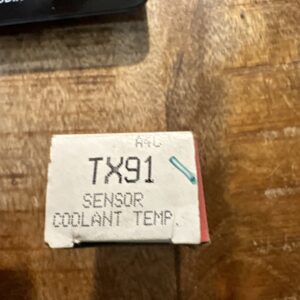 A4C
TX91
SENSOR
COOLANT TEMP.